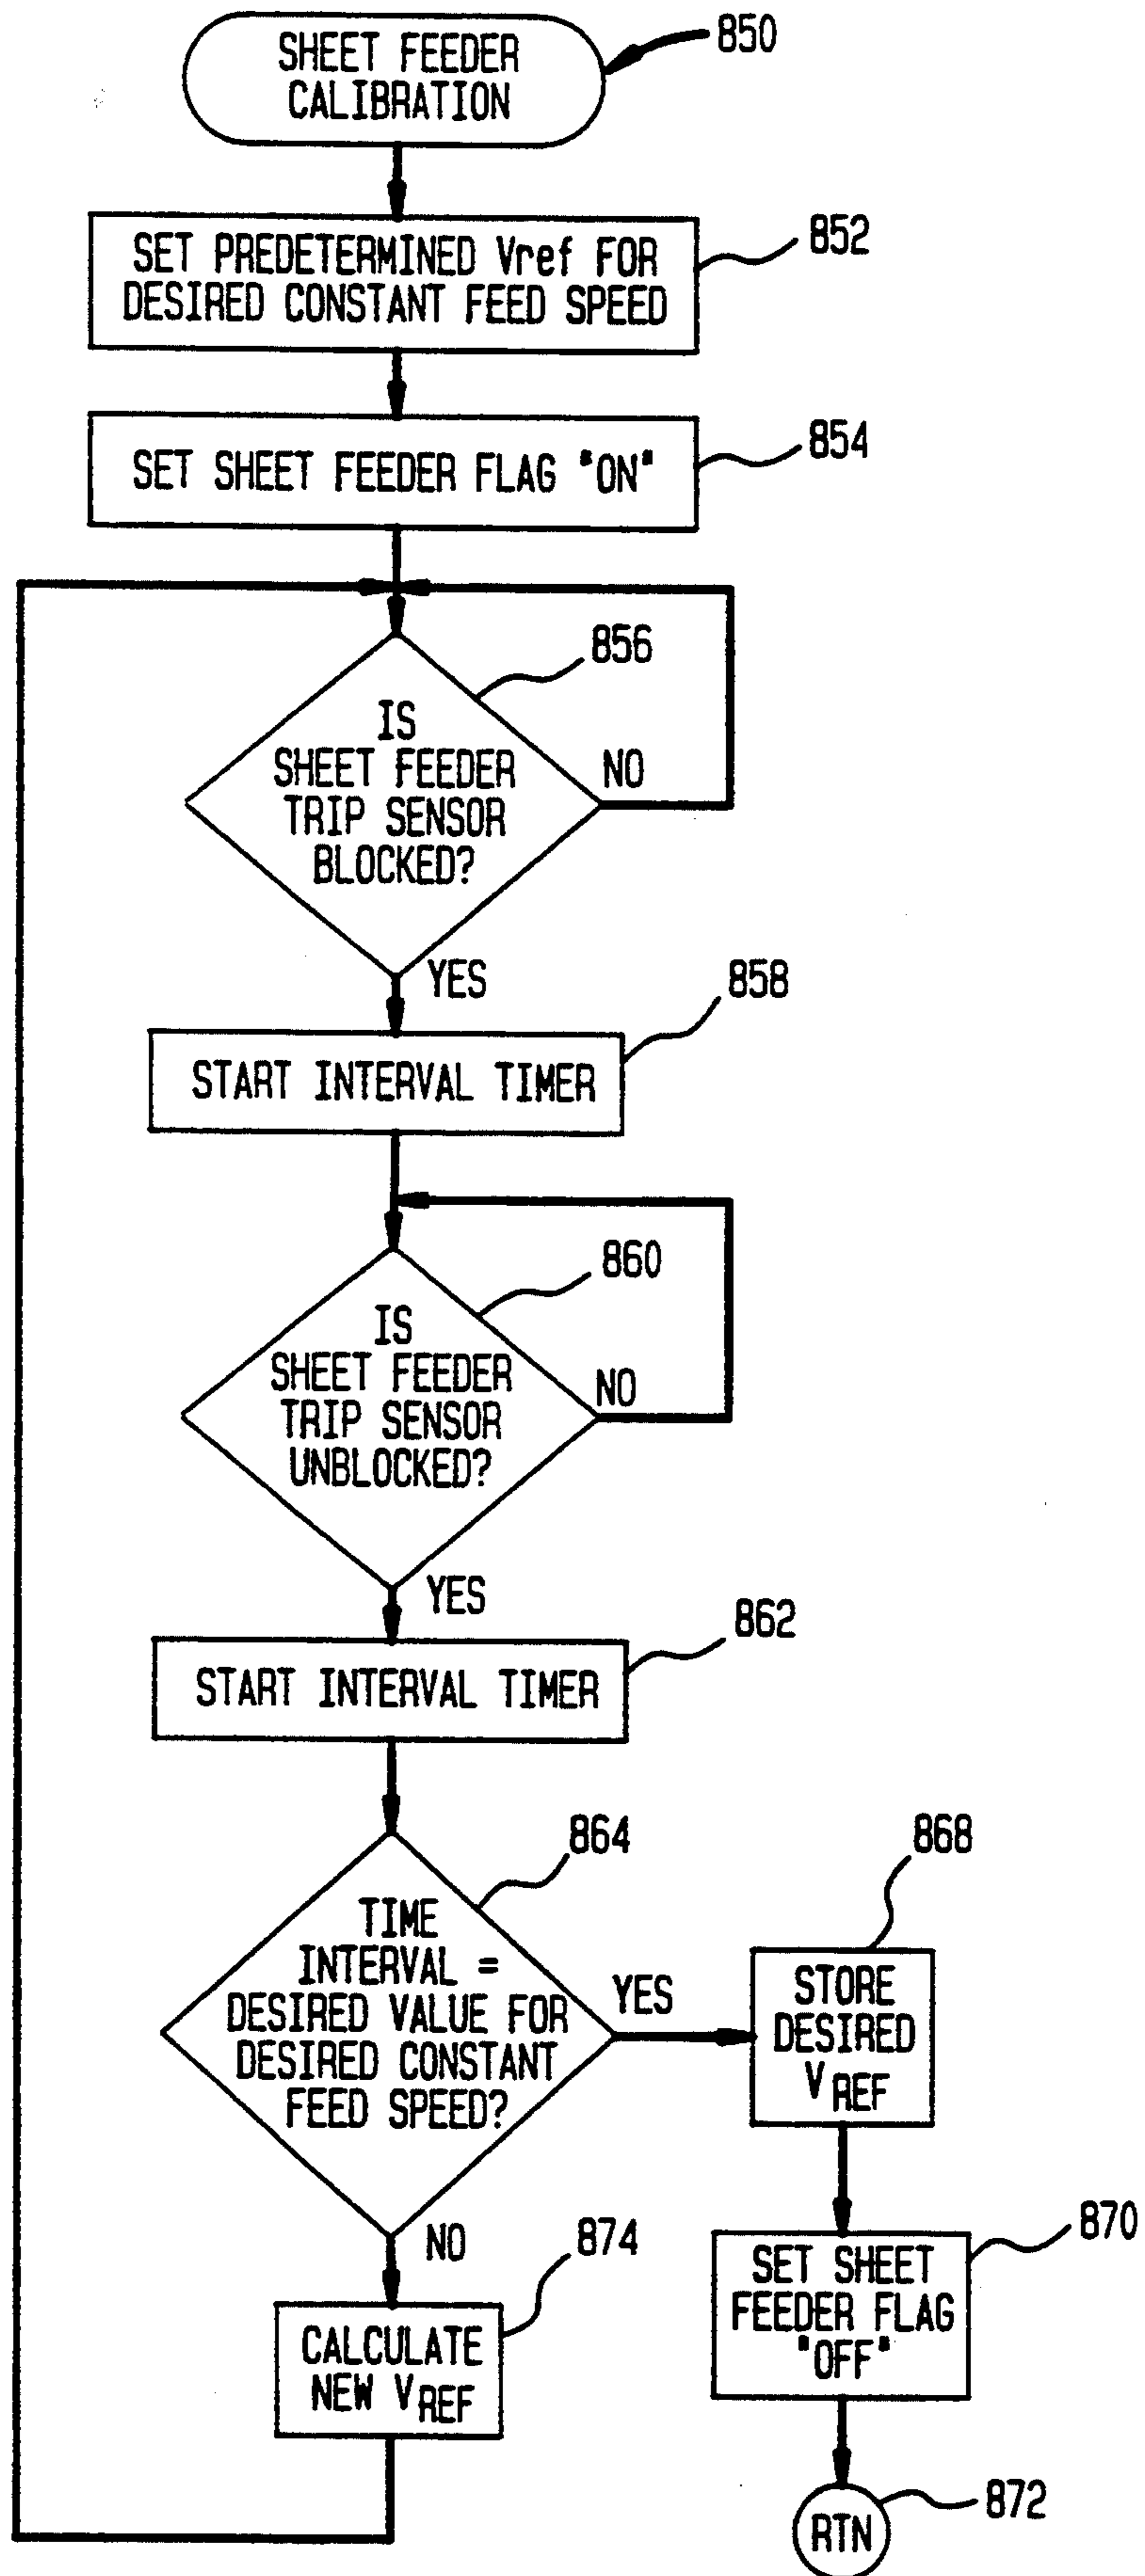 SHEET FEEDER
CALIBRATION
850
SET PREDETERMINED Vref FOR
DESIRED CONSTANT FEED SPEED
852
SET SHEET FEEDER FLAG "ON"
854
856
IS
SHEET FEEDER
TRIP SENSOR
BLOCKED?
NO
YES
858
START INTERVAL TIMER
860
IS
SHEET FEEDER
TRIP SENSOR
UNBLOCKED?
NO
YES
862
START INTERVAL TIMER
864
TIME
INTERVAL =
DESIRED VALUE FOR
DESIRED CONSTANT
FEED SPEED?
YES
NO
868
STORE
DESIRED
VREF
874
CALCULATE
NEW VREF
870
SET SHEET
FEEDER FLAG
"OFF"
872
RTN